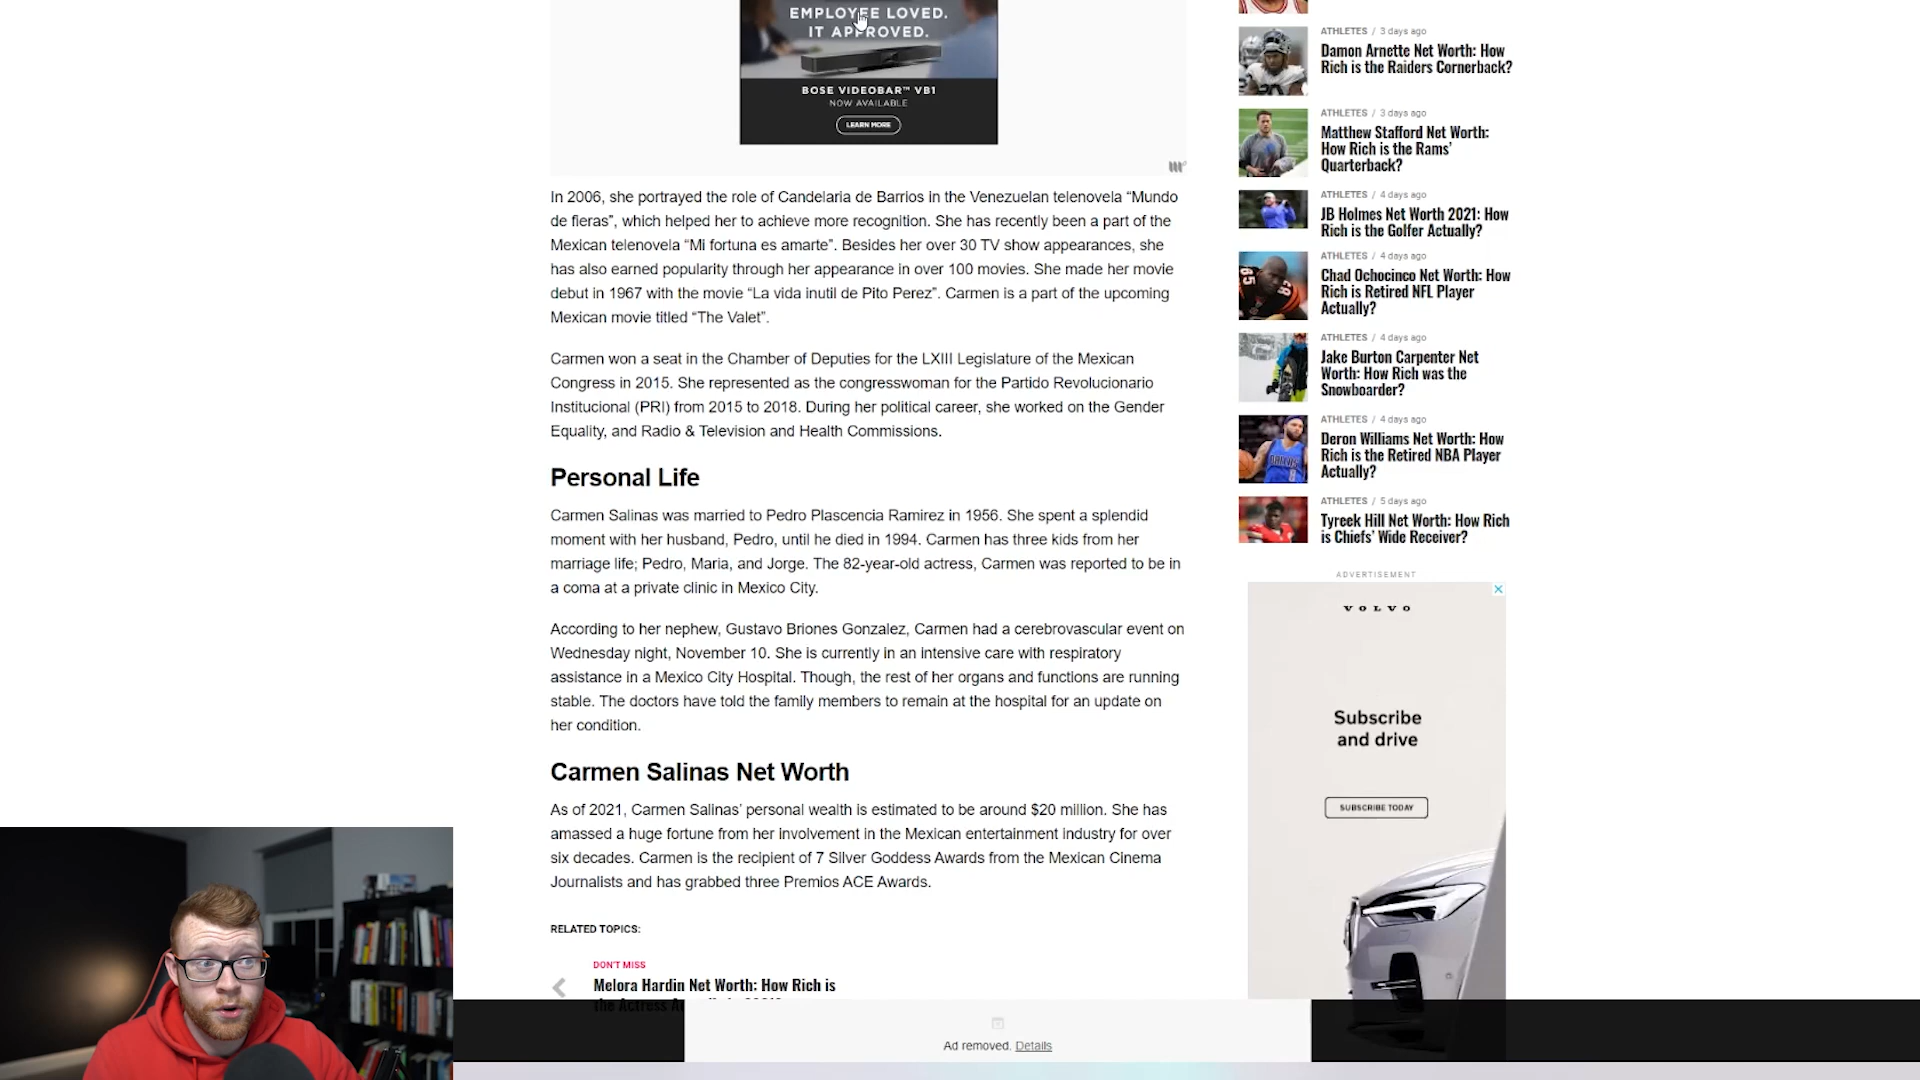 EMPLOYEE LOVED.
IT APPROVED.
BOSE VIDEOBAR™ VB1
NOW AVAILABLE
LEARN MORE
In 2006, she portrayed the role of Candelaria de Barrios in the Venezuelan telenovela “Mundo
de fieras”, which helped her to achieve more recognition. She has recently been a part of the
Mexican telenovela “Mi fortuna es amarte”. Besides her over 30 TV show appearances, she
has also earned popularity through her appearance in over 100 movies. She made her movie
debut in 1967 with the movie “La vida inutil de Pito Perez”. Carmen is a part of the upcoming
Mexican movie titled “The Valet”.
Carmen won a seat in the Chamber of Deputies for the LXIII Legislature of the Mexican
Congress in 2015. She represented as the congresswoman for the Partido Revolucionario
Institucional (PRI) from 2015 to 2018. During her political career, she worked on the Gender
Equality, and Radio & Television and Health Commissions.
Personal Life
Carmen Salinas was married to Pedro Plascencia Ramirez in 1956. She spent a splendid
moment with her husband, Pedro, until he died in 1994. Carmen has three kids from her
marriage life; Pedro, Maria, and Jorge. The 82-year-old actress, Carmen was reported to be in
a coma at a private clinic in Mexico City.
According to her nephew, Gustavo Briones Gonzalez, Carmen had a cerebrovascular event on
Wednesday night, November 10. She is currently in an intensive care with respiratory
assistance in a Mexico City Hospital. Though, the rest of her organs and functions are running
stable. The doctors have told the family members to remain at the hospital for an update on
her condition.
Carmen Salinas Net Worth
As of 2021, Carmen Salinas’ personal wealth is estimated to be around $20 million. She has
amassed a huge fortune from her involvement in the Mexican entertainment industry for over
six decades. Carmen is the recipient of 7 Silver Goddess Awards from the Mexican Cinema
Journalists and has grabbed three Premios ACE Awards.
RELATED TOPICS:
DON'T MISS
Melora Hardin Net Worth: How Rich is
the Actress
Ad removed. Details
ATHLETES / 3 days ago
Damon Arnette Net Worth: How
Rich is the Raiders Cornerback?
ATHLETES / 3 days ago
Matthew Stafford Net Worth:
How Rich is the Rams’
Quarterback?
ATHLETES / 4 days ago
JB Holmes Net Worth 2021: How
Rich is the Golfer Actually?
ATHLETES / 4 days ago
Chad Ochocinco Net Worth: How
Rich is Retired NFL Player
Actually?
ATHLETES / 4 days ago
Jake Burton Carpenter Net
Worth: How Rich was the
Snowboarder?
ATHLETES / 4 days ago
Deron Williams Net Worth: How
Rich is the Retired NBA Player
Actually?
ATHLETES / 5 days ago
Tyreek Hill Net Worth: How Rich
is Chiefs’ Wide Receiver?
ADVERTISEMENT
VOLVO
Subscribe
and drive
SUBSCRIBE TODAY